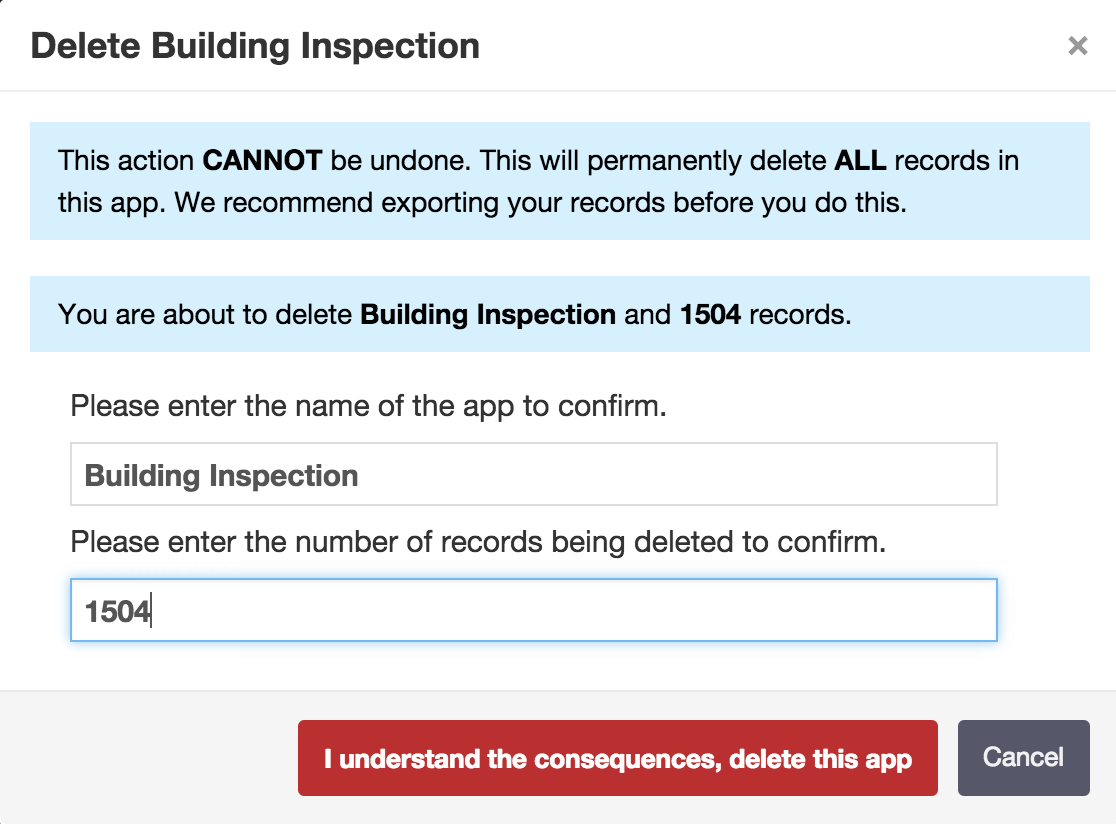 Delete Building Inspection
×
This action CANNOT be undone. This will permanently delete ALL records in
this app. We recommend exporting your records before you do this.
You are about to delete Building Inspection and 1504 records.
Please enter the name of the app to confirm.
Building Inspection
Please enter the number of records being deleted to confirm.
1504
I understand the consequences, delete this app
Cancel